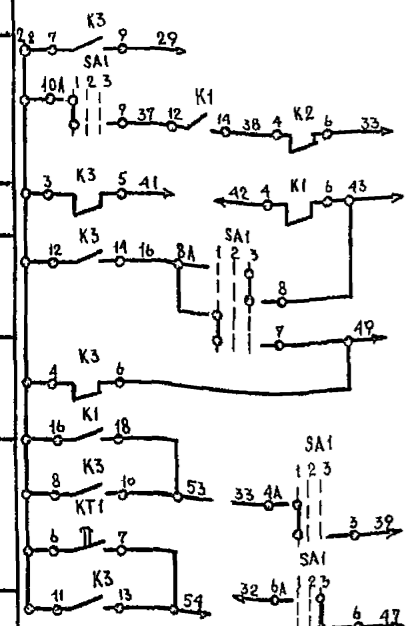 K3
28 7 9 29
SA1
10A 1 2 3 K1 K2
9 37 12 14 38 4 6 33
K3 K1
3 5 41 42 4 6 43
K3 SA1
12 14 16 8A 1 2 3
8
7 49
K3
4 6
K1
16 18
K3 SA1
8 10 53 33 4A 1 2 3
3 39
KT1 SA1
6 7
K3
11 13 54 32 6A 1 2 3
6 47